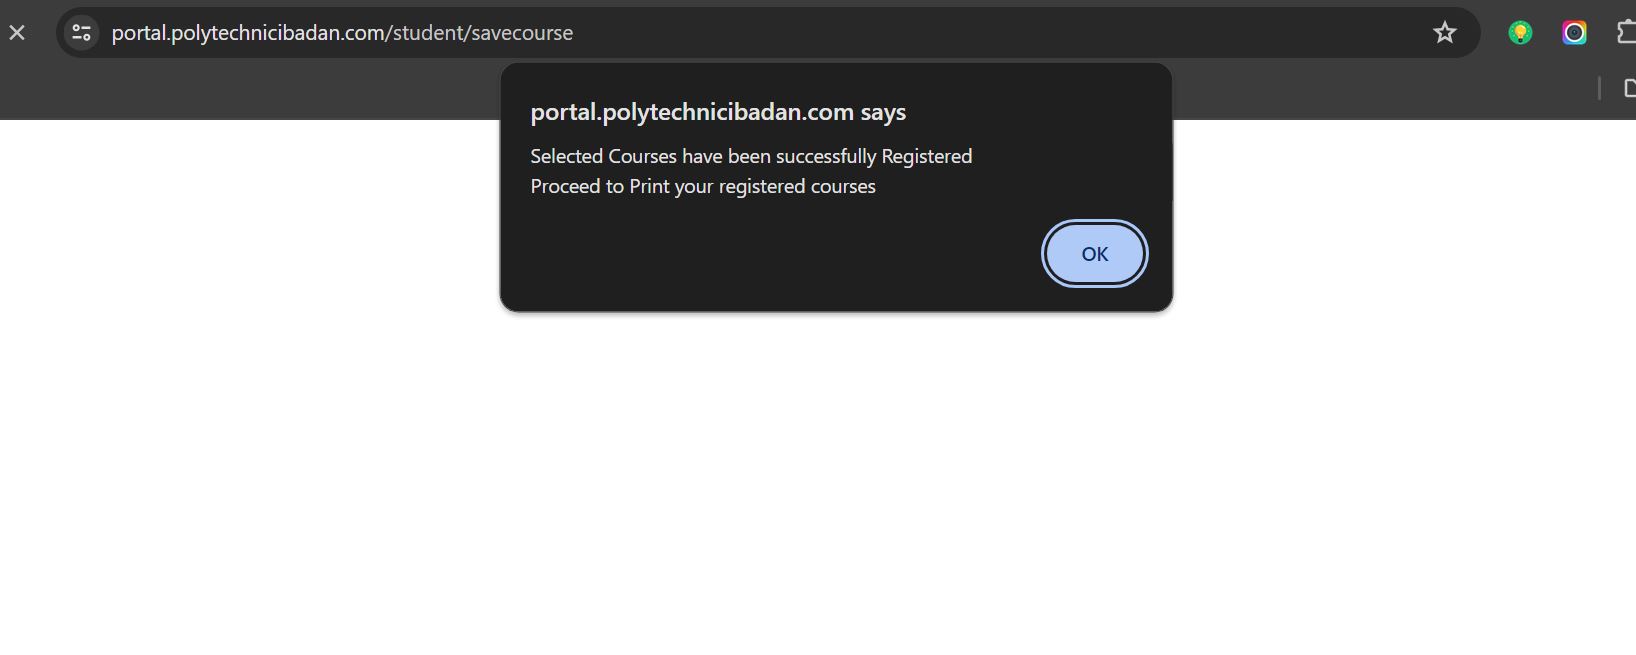 portal.polytechnicibadan.com/student/savecourse
portal.polytechnicibadan.com says
Selected Courses have been successfully Registered
Proceed to Print your registered courses
OK